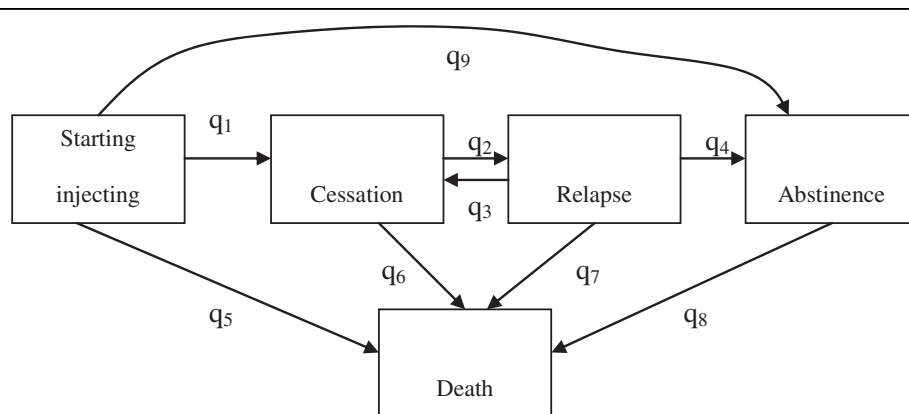 q9
Starting
injecting
q1
Cessation
q2
q3
Relapse
q4
Abstinence
q5
q6
q7
q8
Death